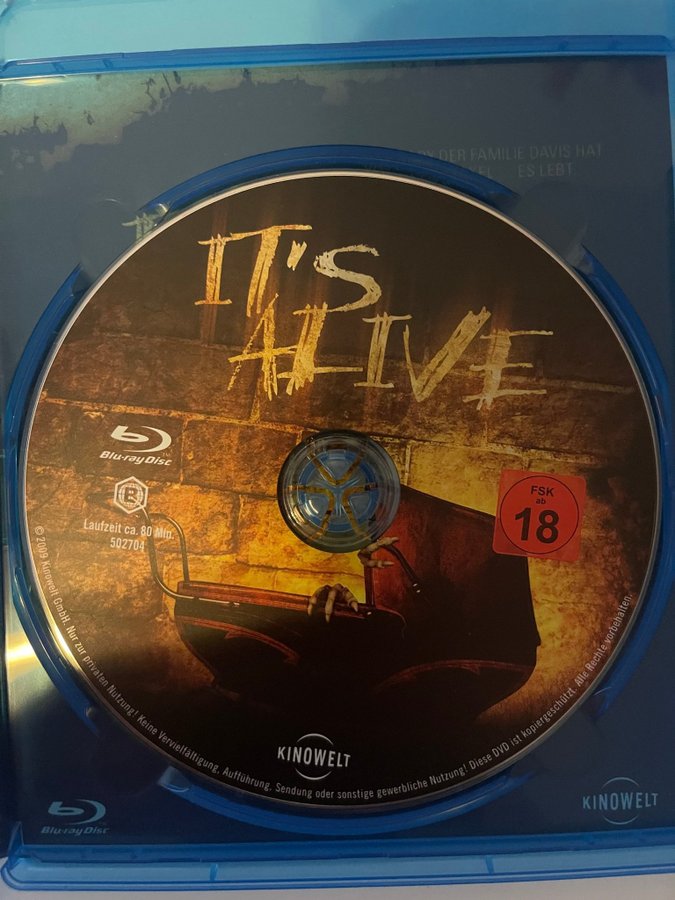 DER FAMILIE DAVIS HAT
ES LEBT.
IT'S
ALIVE
Blu-ray Disc
B
Laufzeit ca. 80 Min.
502704
FSK
ab
18
© 2009 Kinowelt GmbH. Nur zur privaten Nutzung! Keine Vervielfältigung, Aufführung, Sendung oder sonstige gewerbliche Nutzung! Diese DVD ist kopiergeschützt. Alle Rechte vorbehalten.
KINOWELT
Blu-ray Disc
KINOWELT